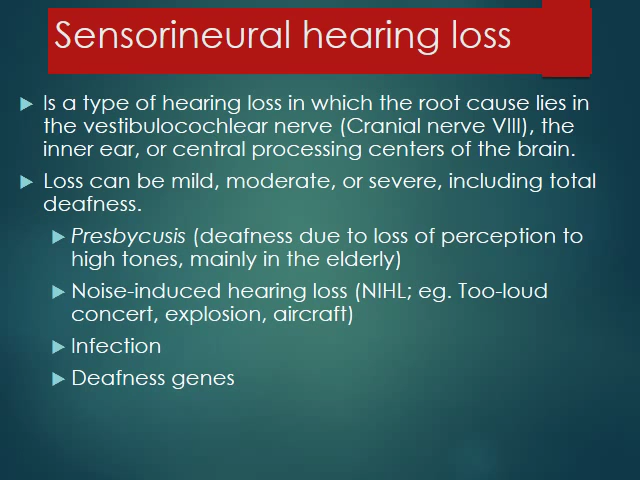 Sensorineural hearing loss
Is a type of hearing loss in which the root cause lies in
the vestibulocochlear nerve (Cranial nerve VIII), the
inner ear, or central processing centers of the brain.
Loss can be mild, moderate, or severe, including total
deafness.
Presbycusis (deafness due to loss of perception to
high tones, mainly in the elderly)
Noise-induced hearing loss (NIHL; eg. Too-loud
concert, explosion, aircraft)
Infection
Deafness genes